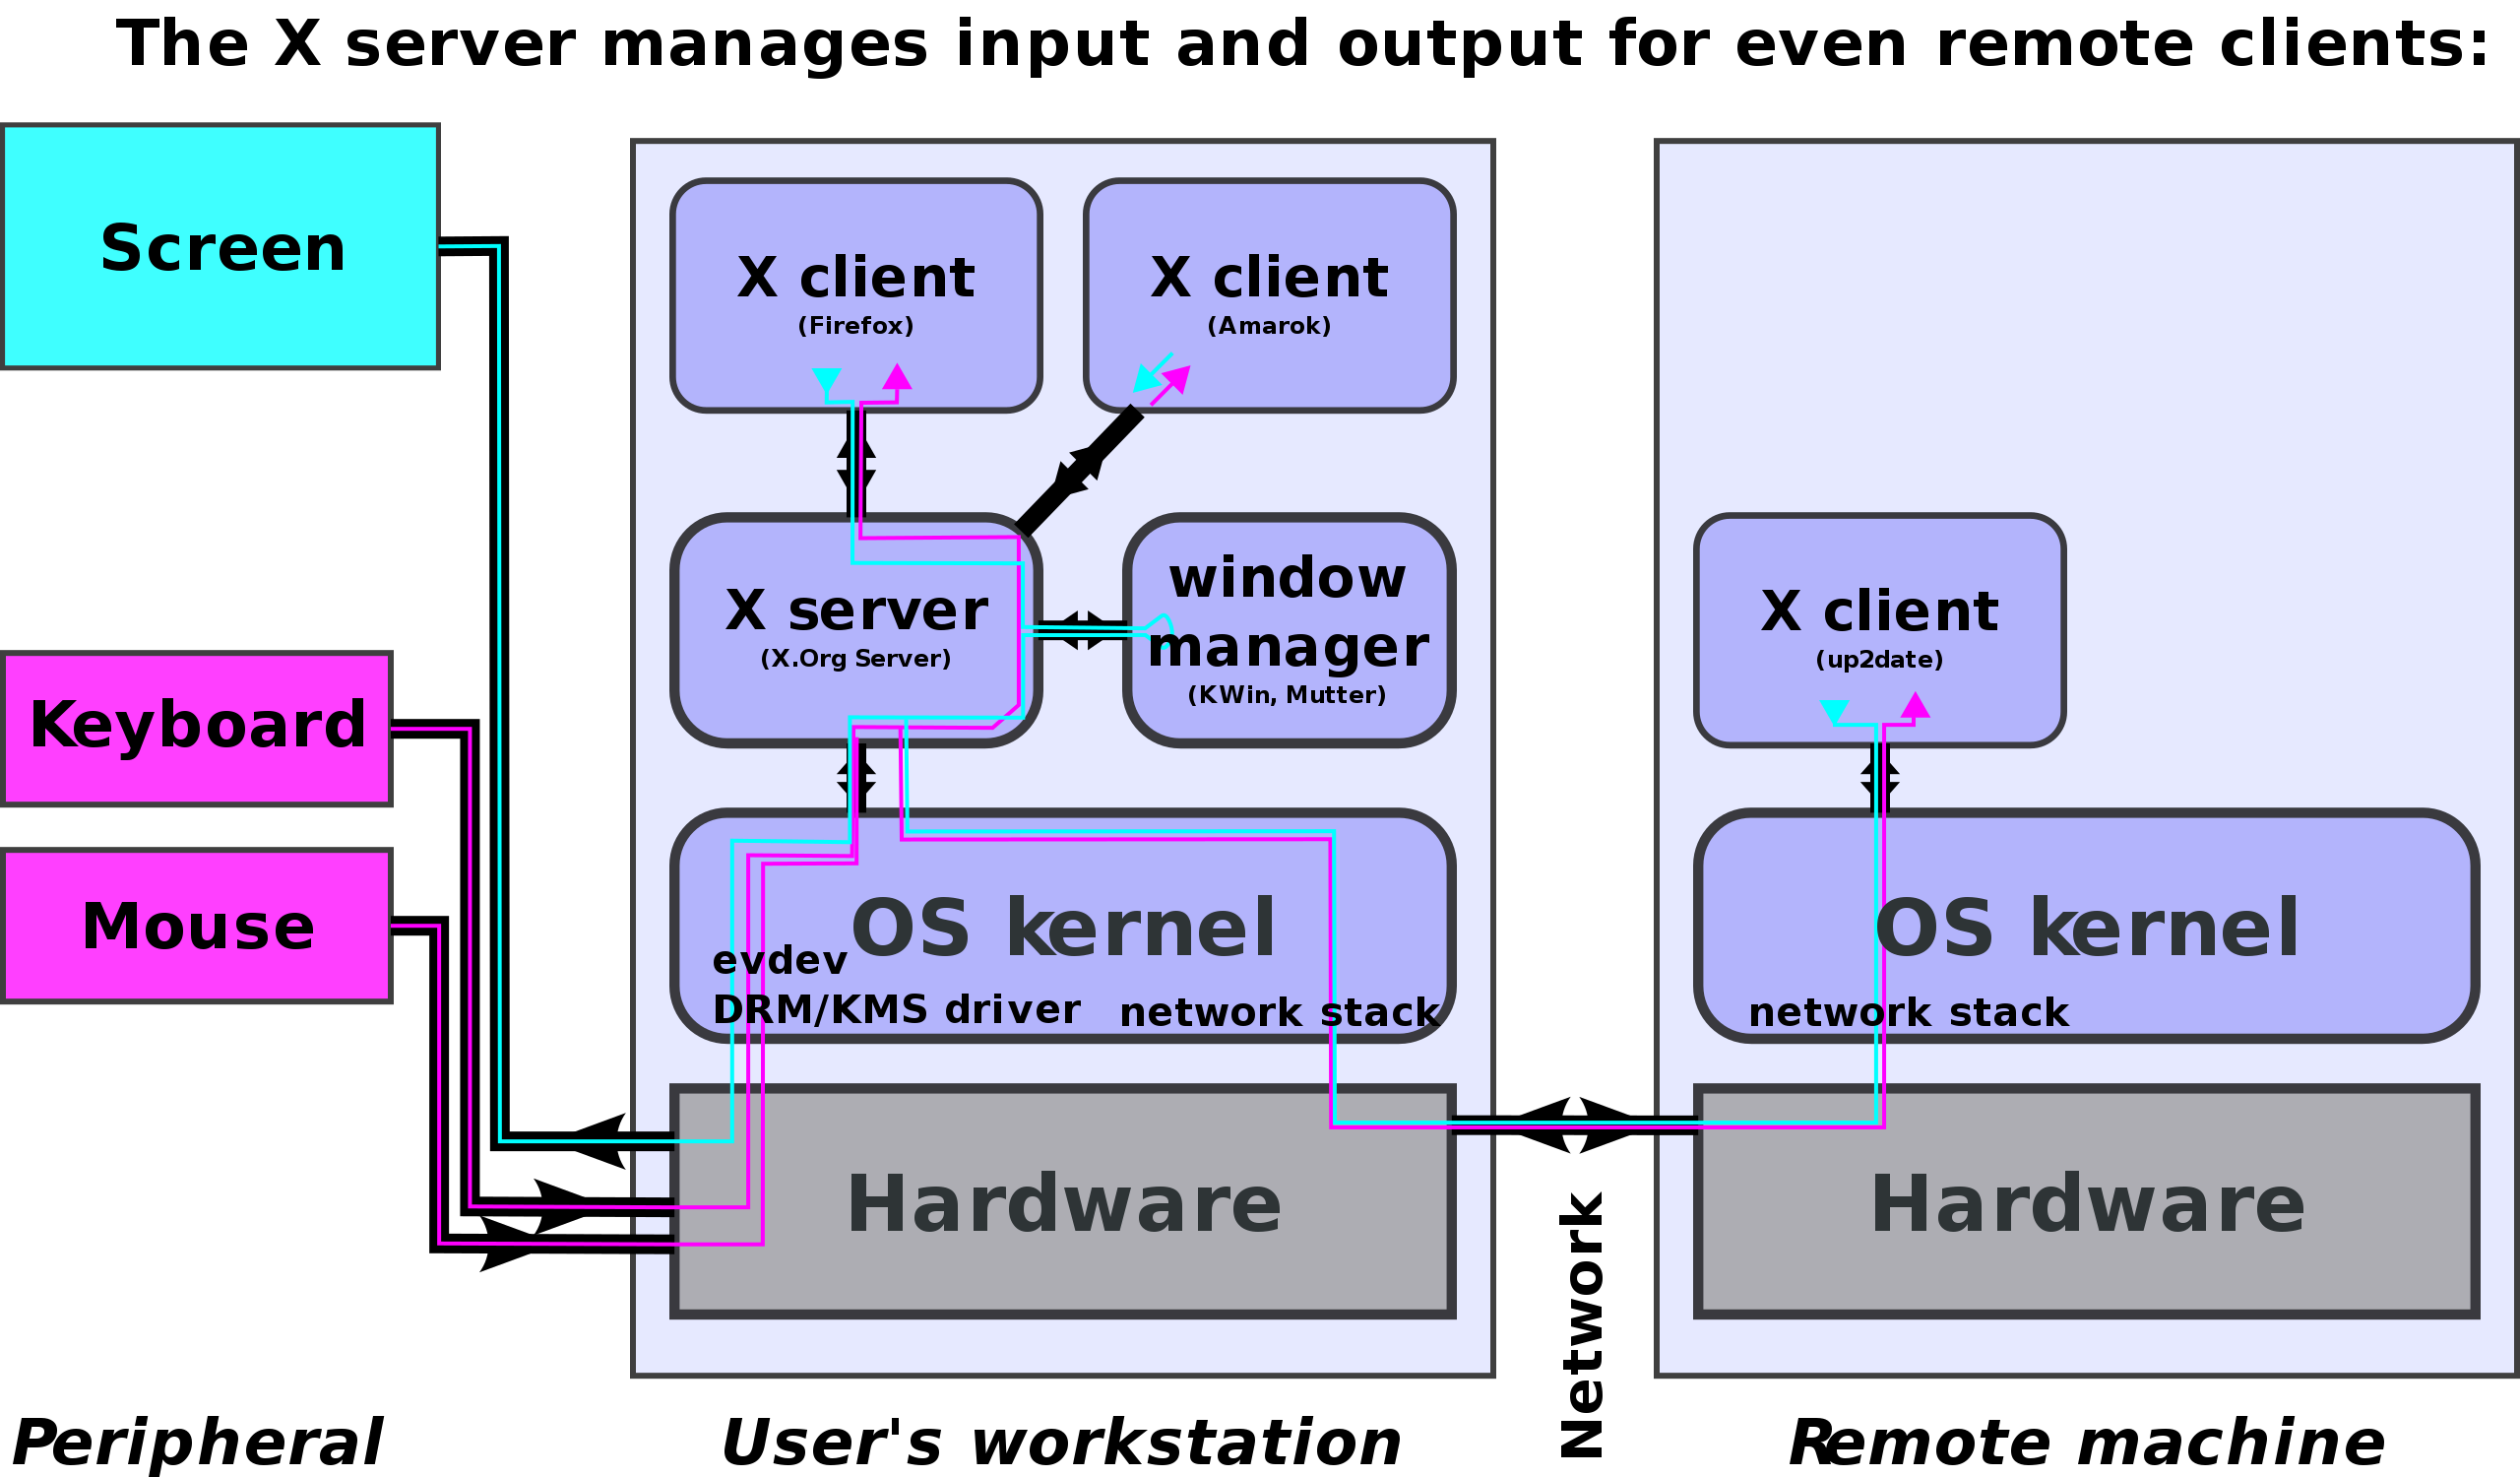 The X server manages input and output for even remote clients:
Screen
Keyboard
Mouse
X client
(Firefox)
X client
(Amarok)
X server
(X.Org Server)
window
manager
(KWin, Mutter)
OS kernel
evdev
DRM/KMS driver
network stack
Hardware
Network
X client
(up2date)
OS kernel
network stack
Hardware
Peripheral
User's workstation
Remote machine